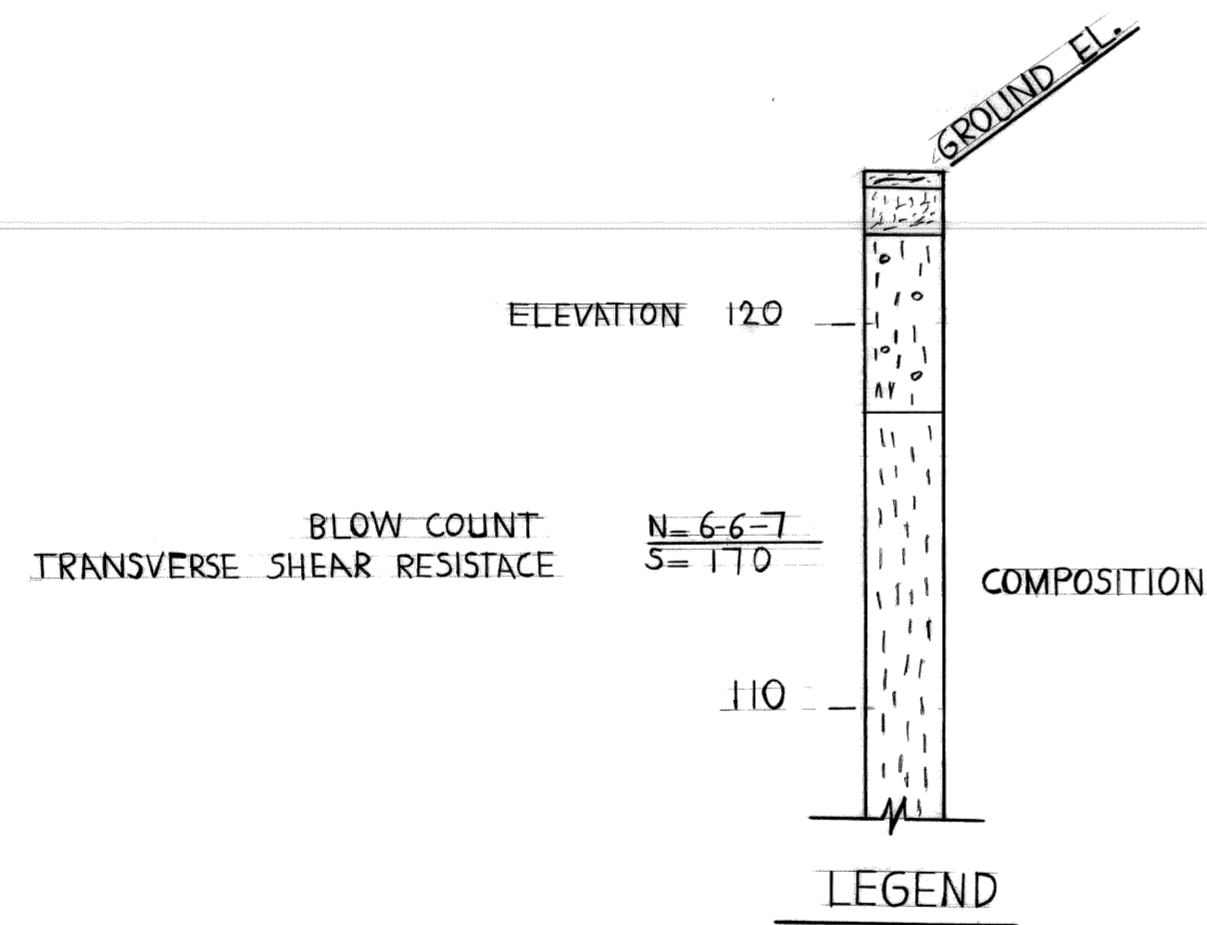 GROUND EL.
ELEVATION 120
BLOW COUNT N= 6-6-7
TRANSVERSE SHEAR RESISTACE S= 170
COMPOSITION
110
LEGEND